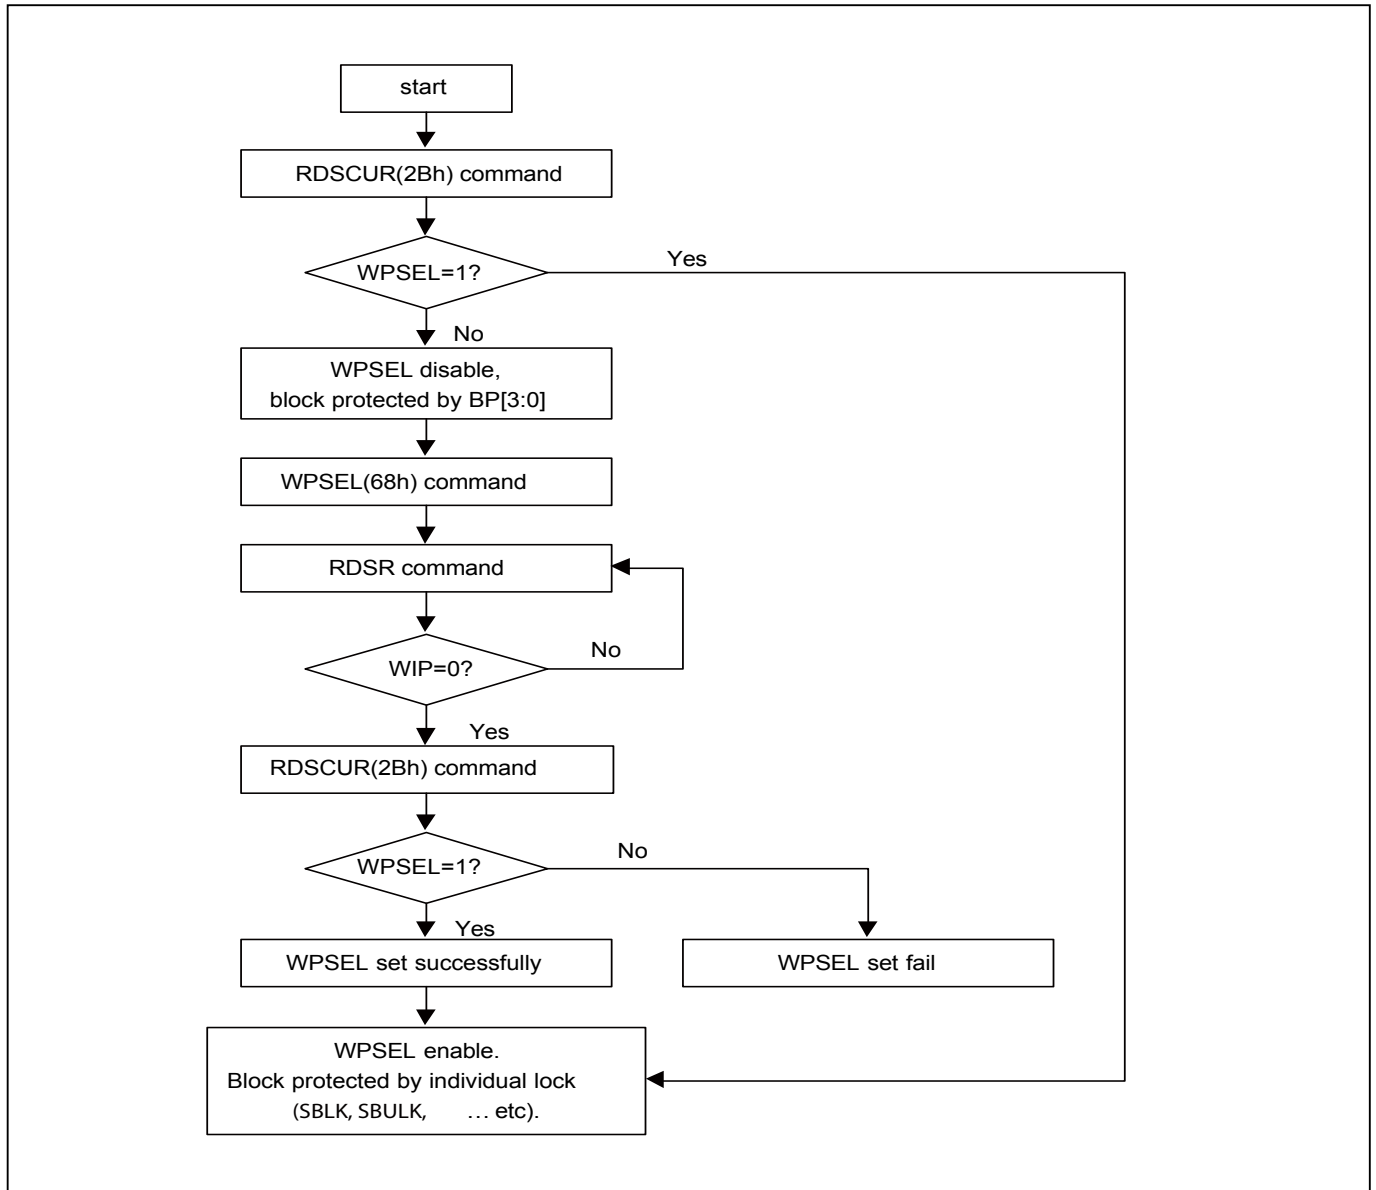 start
RDSCUR(2Bh) command
WPSEL=1?
Yes
No
WPSEL disable,
block protected by BP[3:0]
WPSEL(68h) command
RDSR command
WIP=0?
No
Yes
RDSCUR(2Bh) command
WPSEL=1?
No
Yes
WPSEL set successfully
WPSEL set fail
WPSEL enable.
Block protected by individual lock
(SBLK, SBULK, … etc).